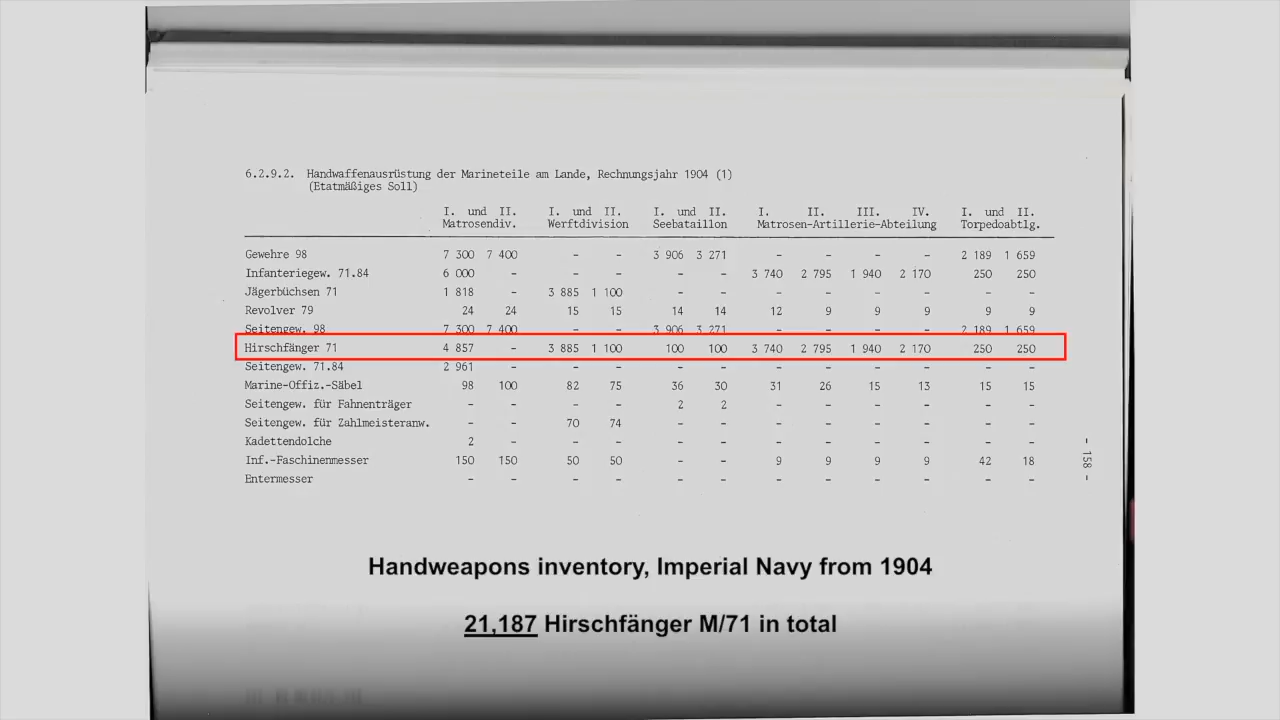 6.2.9.2. Handwaffenausrüstung der Marineteile am Lande, Rechnungsjahr 1904 (1)
(Etatmäßiges Soll)
I. und II. I. und II. I. und II. I. II. III. IV. I. und II.
Matrosendiv. Werftdivision Seebataillon Matrosen-Artillerie-Abteilung Torpedoabtlg.
Gewehre 98 7 300 7 400 - - 3 906 3 271 - - - - 2 189 1 659
Infanteriegew. 71.84 6 000 - - - - - 3 740 2 795 1 940 2 170 250 250
Jägerbüchsen 71 1 818 - 3 885 1 100 - - - - - - - -
Revolver 79 24 24 15 15 14 14 12 9 9 9 9 9
Seitengew. 98 7 300 7 400 - - 3 906 3 271 - - - - 2 189 1 659
Hirschfänger 71 4 857 - 3 885 1 100 100 100 3 740 2 795 1 940 2 170 250 250
Seitengew. 71.84 2 961 - - - - - - - - - - -
Marine-Offiz.-Säbel 98 100 82 75 36 30 31 26 15 13 15 15
Seitengew. für Fahnenträger - - - - 2 2 - - - - - -
Seitengew. für Zahlmeisteranw. - - 70 74 - - - - - - - -
Kadettendolche 2 - - - - - - - - - - -
Inf.-Faschinenmesser 150 150 50 50 - - 9 9 9 9 42 18
Entermesser - - - - - - - - - - - -
- 158 -
Handweapons inventory, Imperial Navy from 1904
21,187 Hirschfänger M/71 in total